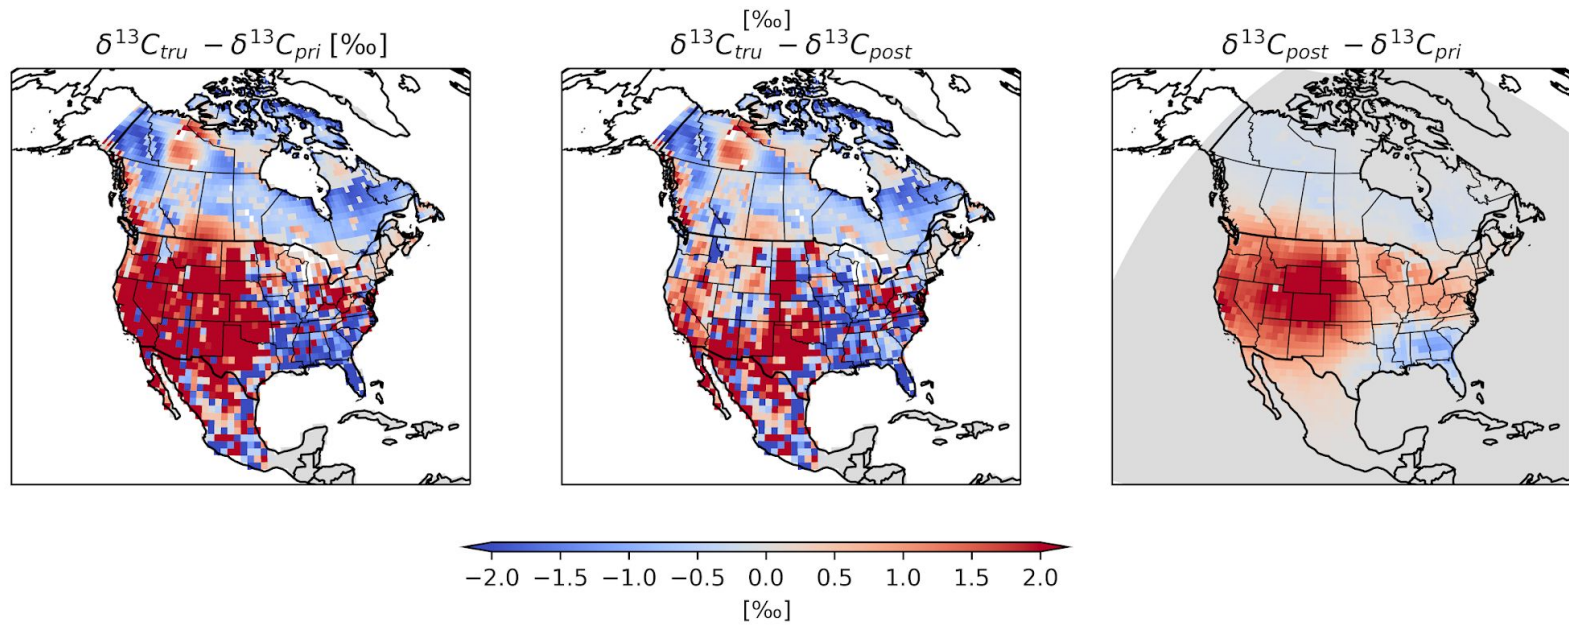 [‰]
δ¹³C_tru − δ¹³C_pri [‰]
δ¹³C_tru − δ¹³C_post
δ¹³C_post − δ¹³C_pri
−2.0 −1.5 −1.0 −0.5 0.0 0.5 1.0 1.5 2.0
[‰]